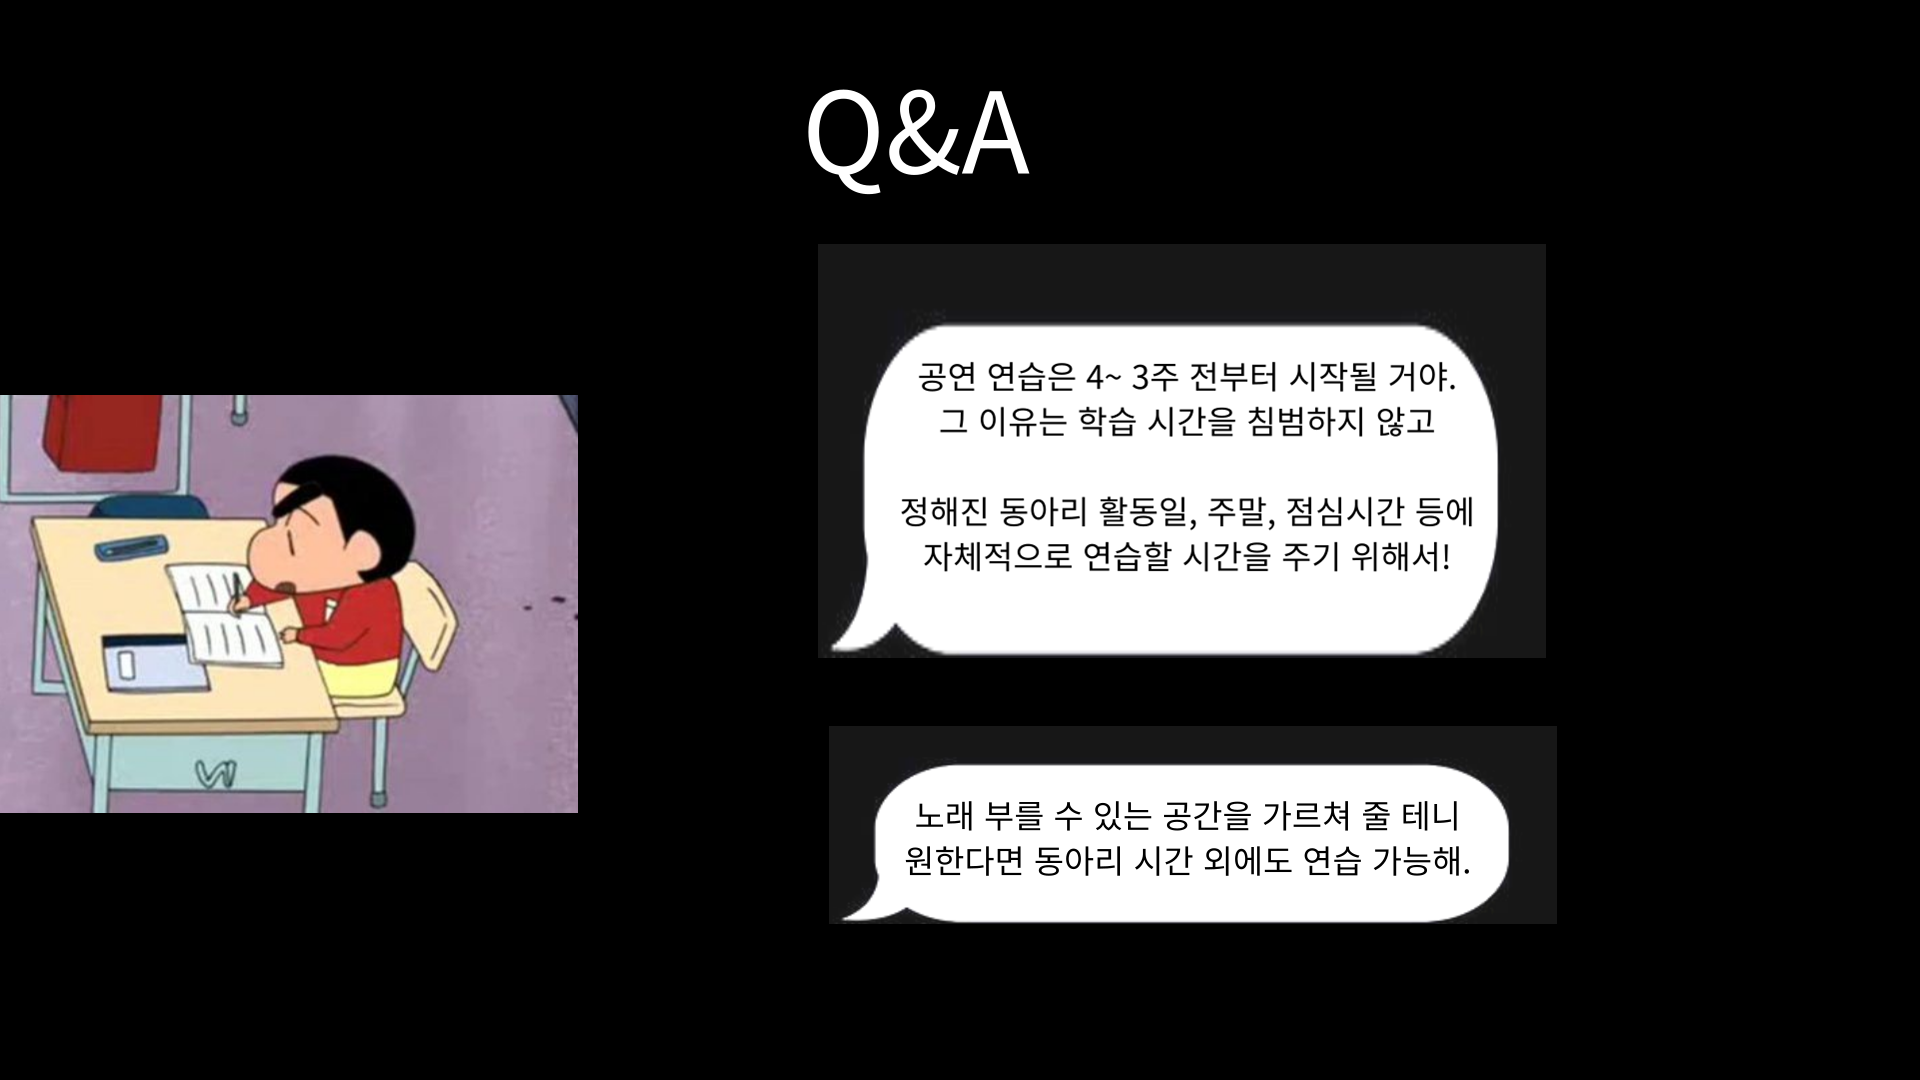 Q&A
공연 연습은 4~ 3주 전부터 시작될 거야.
그 이유는 학습 시간을 침범하지 않고
정해진 동아리 활동일, 주말, 점심시간 등에
자체적으로 연습할 시간을 주기 위해서!
노래 부를 수 있는 공간을 가르쳐 줄 테니
원한다면 동아리 시간 외에도 연습 가능해.